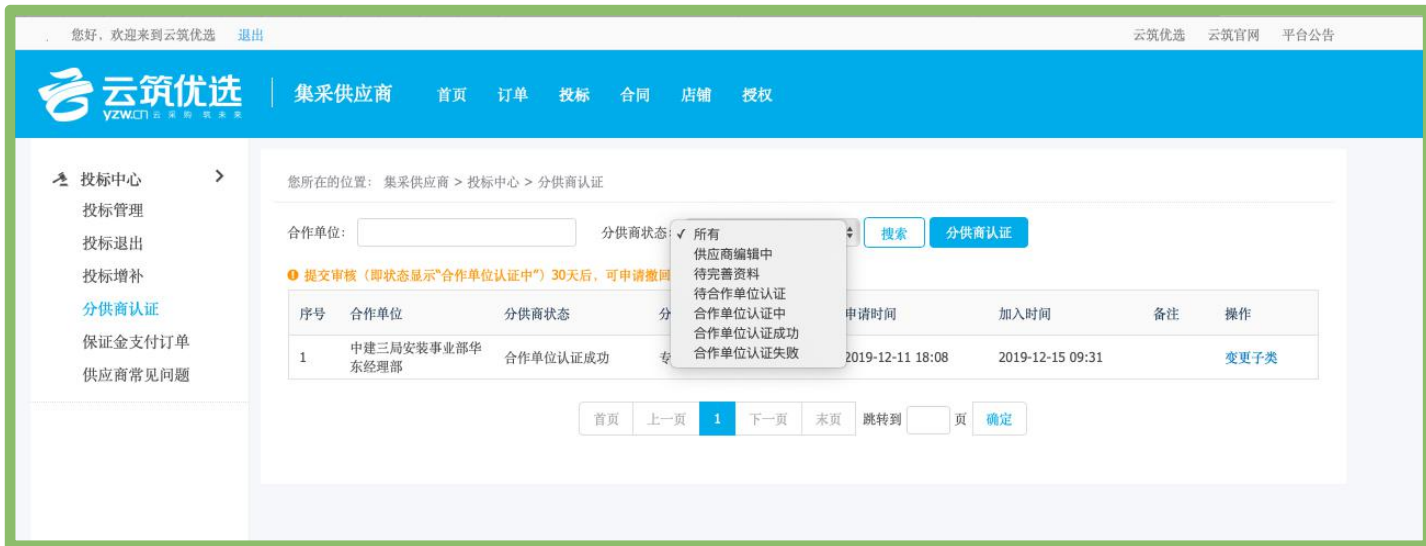 您好，欢迎来到云筑优选 退出 云筑优选 云筑官网 平台公告
云筑优选 集采供应商 首页 订单 投标 合同 店铺 授权
yzw.cn 云采购 筑未来
投标中心
投标管理
投标退出
投标增补
分供商认证
保证金支付订单
供应商常见问题
您所在的位置： 集采供应商 > 投标中心 > 分供商认证
合作单位： 分供商状态： 搜索 分供商认证
✓ 所有
供应商编辑中
待完善资料
待合作单位认证
合作单位认证中
合作单位认证成功
合作单位认证失败
提交审核（即状态显示“合作单位认证中”）30天后，可申请撤回
序号 合作单位 分供商状态 分 申请时间 加入时间 备注 操作
1 中建三局安装事业部华东经理部 合作单位认证成功 专 2019-12-11 18:08 2019-12-15 09:31 变更子类
首页 上一页 1 下一页 末页 跳转到 页 确定